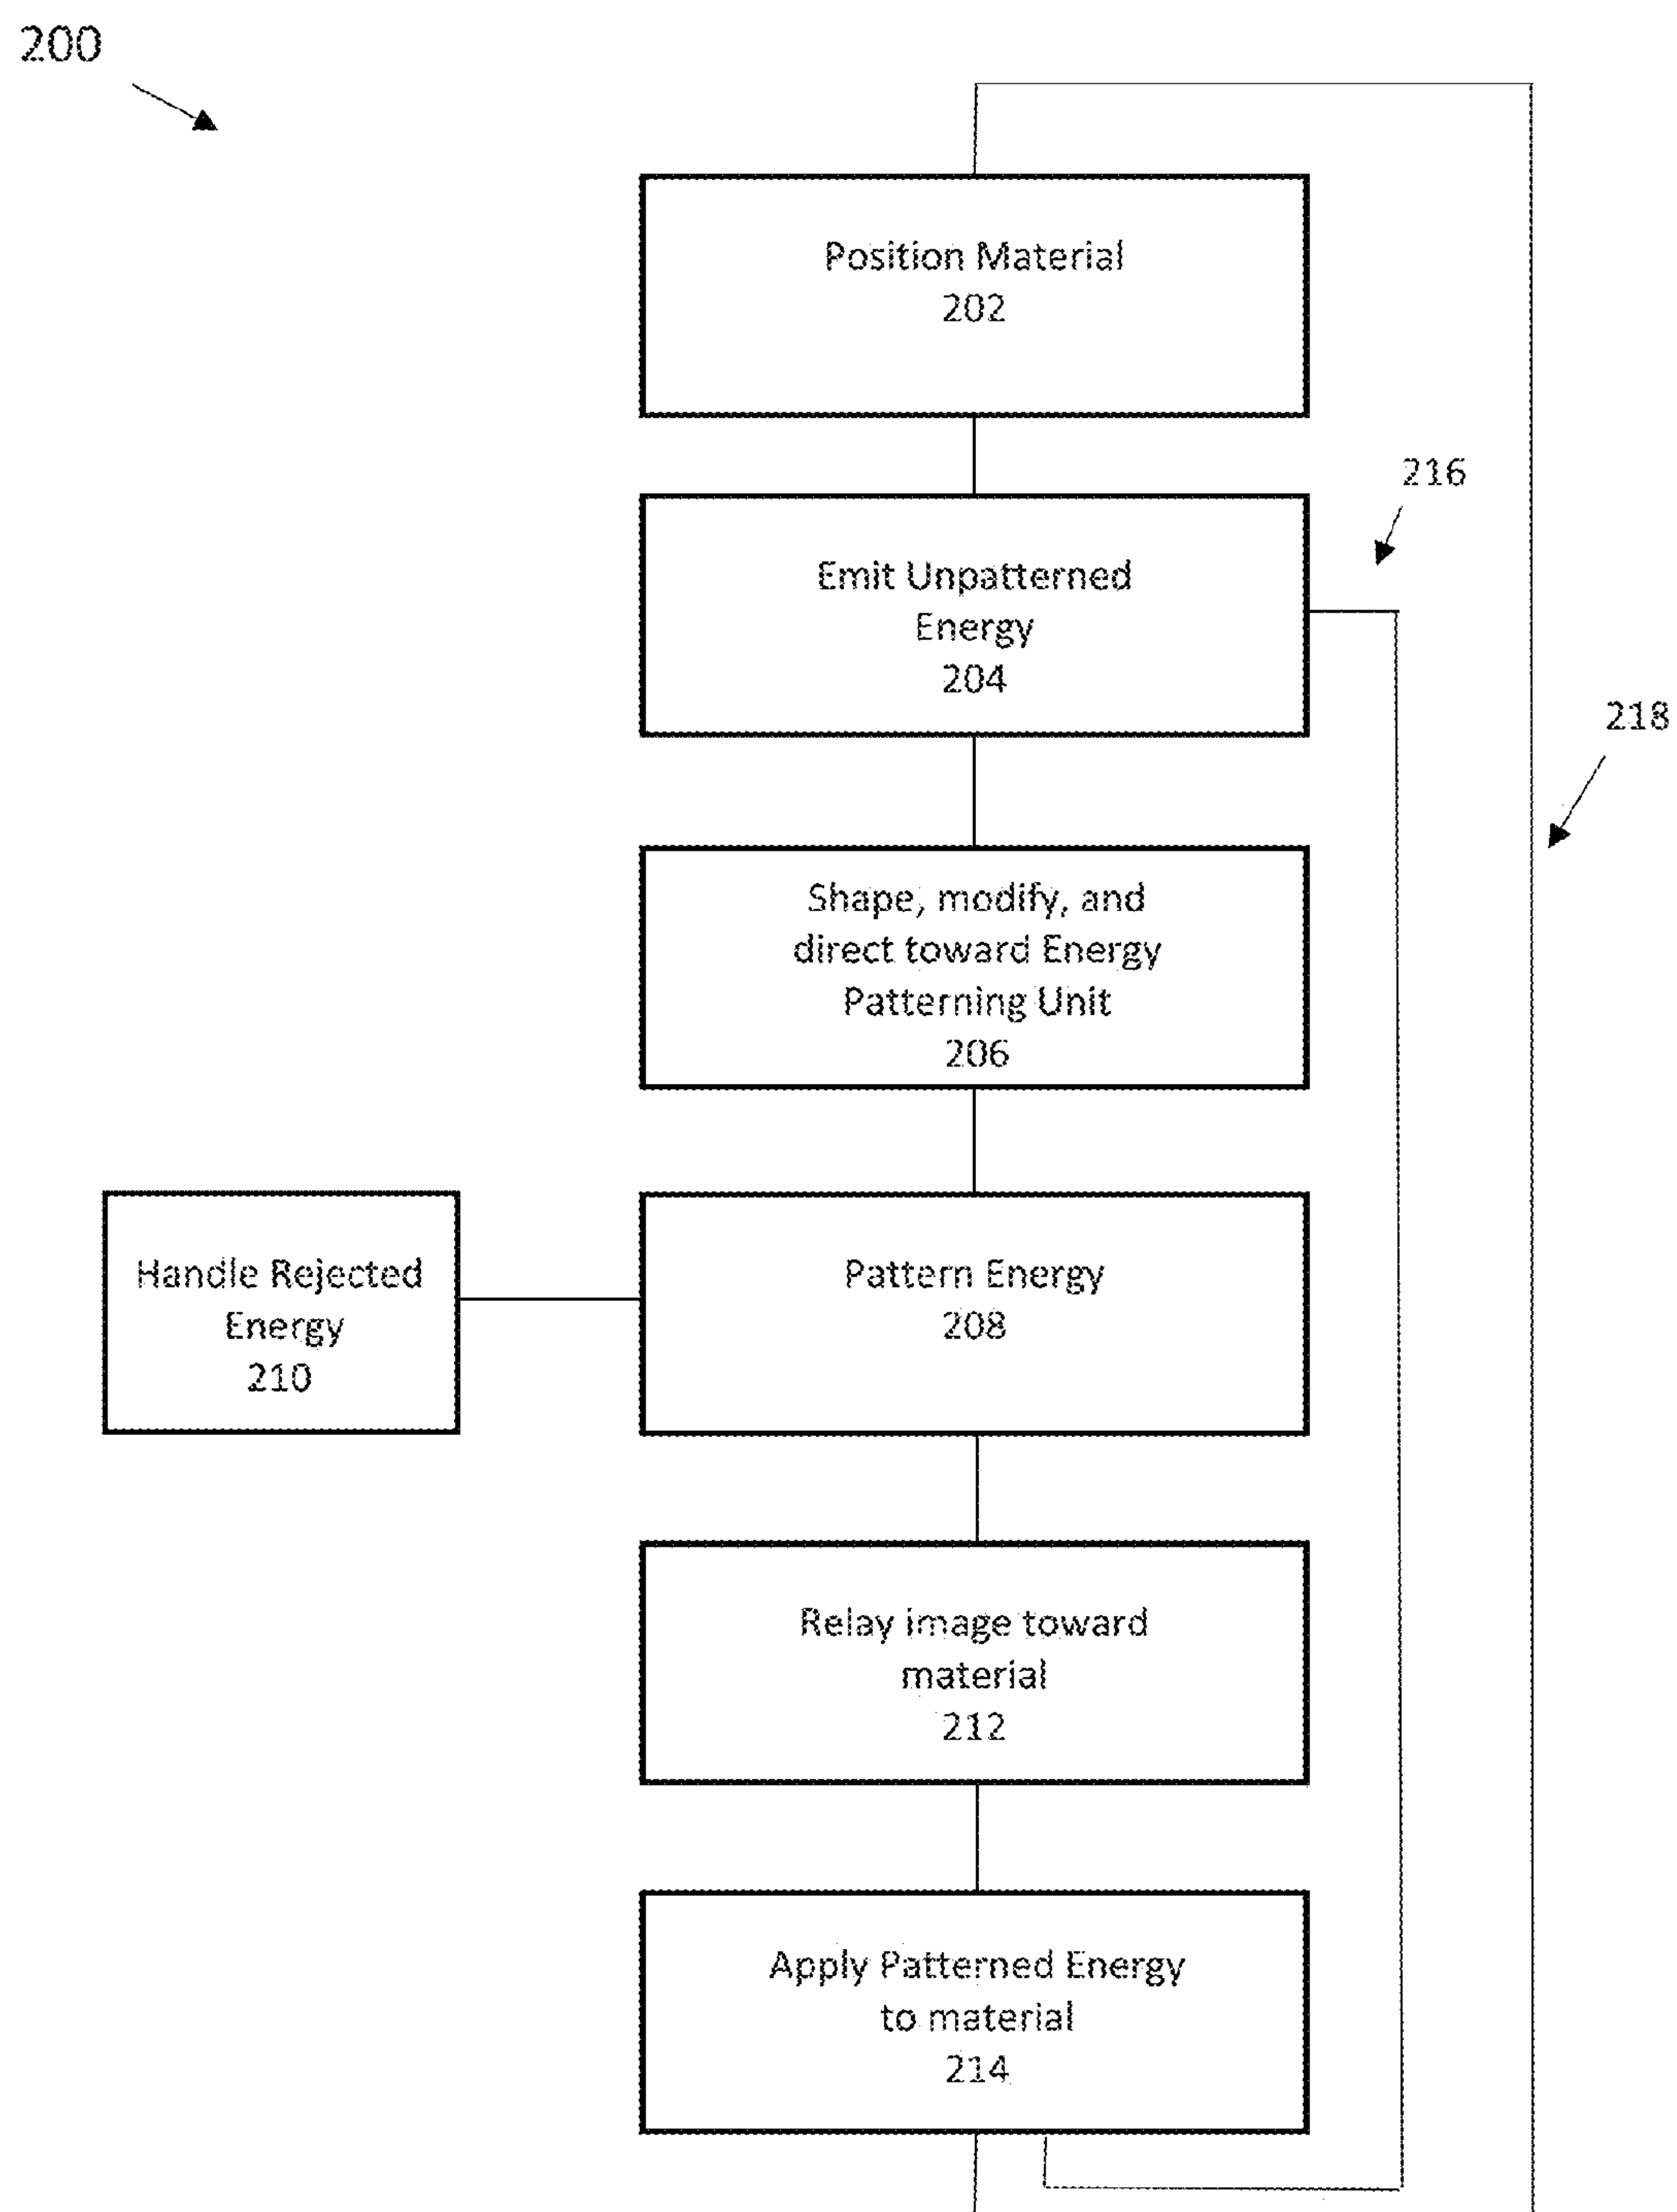 200
Position Material
202
216
Emit Unpatterned
Energy
204
218
Shape, modify, and
direct toward Energy
Patterning Unit
206
Handle Rejected
Energy
210
Pattern Energy
208
Relay image toward
material
212
Apply Patterned Energy
to material
214